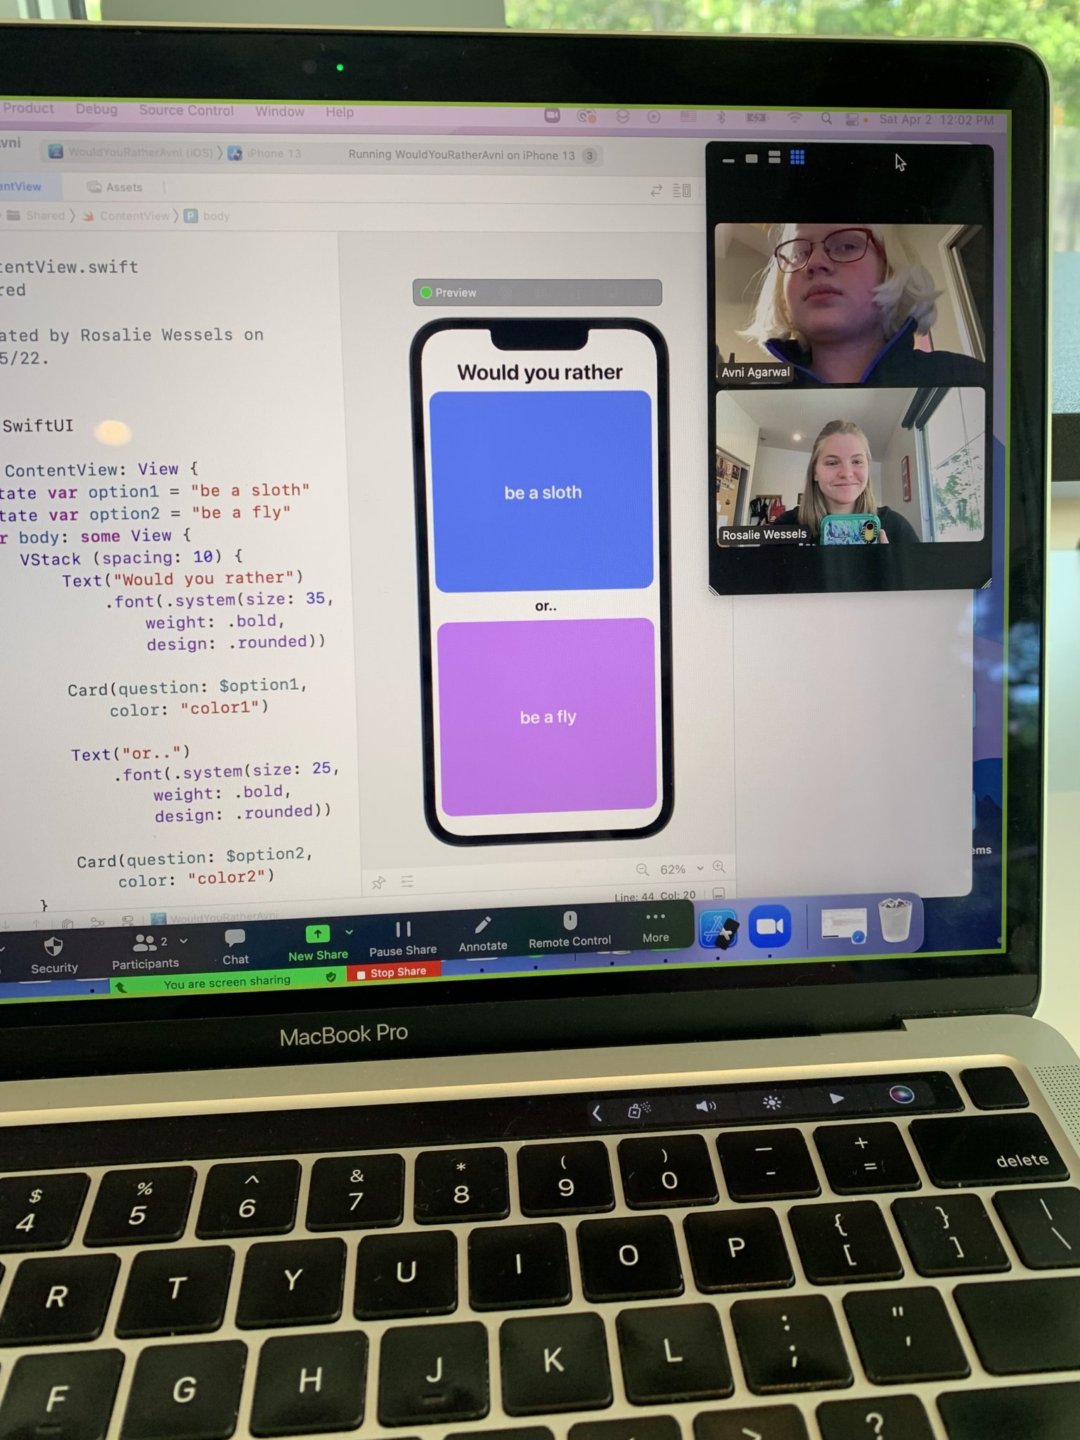 Product Debug Source Control Window Help Sat Apr 2 12:02 PM
vni WouldYouRatherAvni (iOS) iPhone 13 Running WouldYouRatherAvni on iPhone 13 3
entView Assets
Shared ContentView P body
tentView.swift
red
ated by Rosalie Wessels on
5/22.
SwiftUI
ContentView: View {
tate var option1 = "be a sloth"
tate var option2 = "be a fly"
r body: some View {
VStack (spacing: 10) {
Text("Would you rather")
.font(.system(size: 35,
weight: .bold,
design: .rounded))
Card(question: $option1,
color: "color1")
Text("or..")
.font(.system(size: 25,
weight: .bold,
design: .rounded))
Card(question: $option2,
color: "color2")
}
Preview
Would you rather
be a sloth
or..
be a fly
62%
Line: 44 Col: 20
WouldYouRatherAvni
Avni Agarwal
Rosalie Wessels
ems
Security Participants 2 Chat New Share Pause Share Annotate Remote Control More
You are screen sharing Stop Share
MacBook Pro
$ % ^ & * ( ) — +
4 5 6 7 8 9 0 - = delete
R T Y U I O P { [ } ] | \
F G H J K L : ; " '
> ?